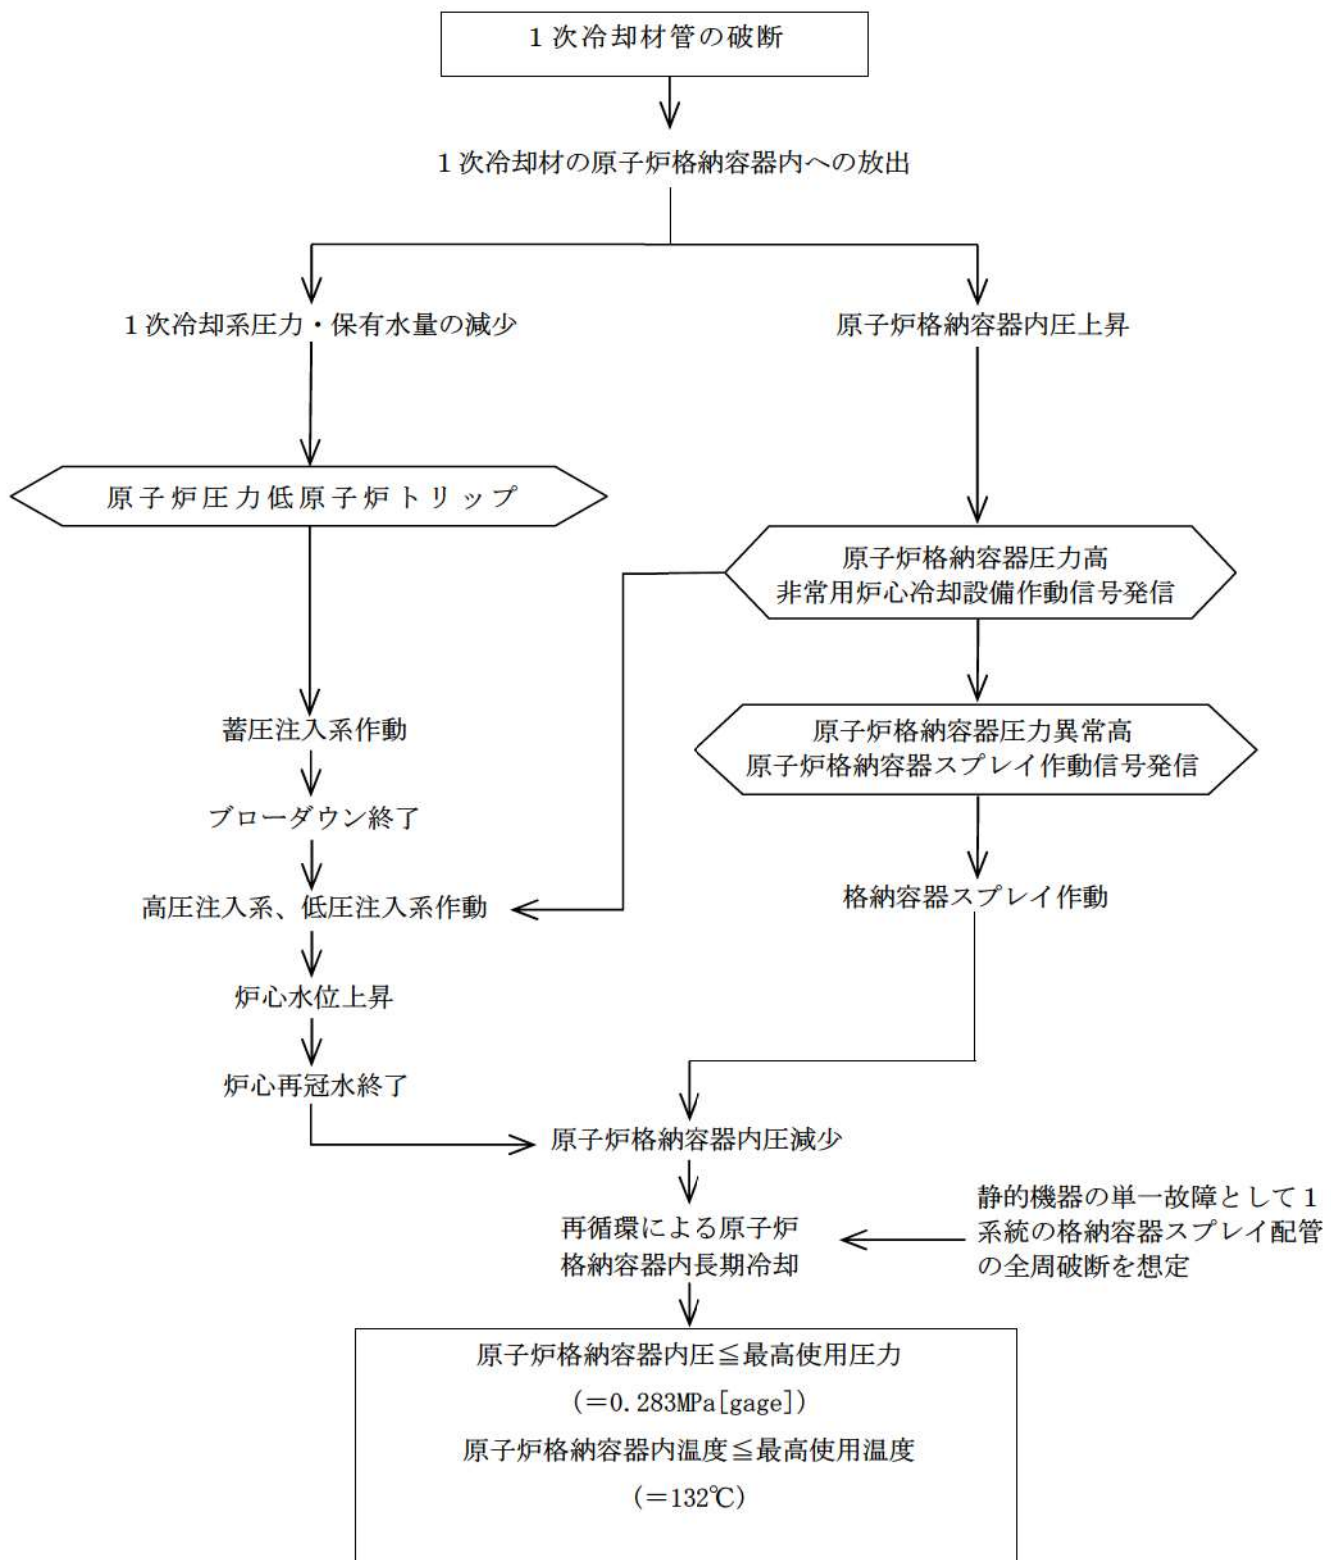 1次冷却材管の破断
1次冷却材の原子炉格納容器内への放出
1次冷却系圧力・保有水量の減少
原子炉格納容器内圧上昇
原子炉圧力低原子炉トリップ
原子炉格納容器圧力高
非常用炉心冷却設備作動信号発信
蓄圧注入系作動
原子炉格納容器圧力異常高
原子炉格納容器スプレイ作動信号発信
ブローダウン終了
高圧注入系、低圧注入系作動
格納容器スプレイ作動
炉心水位上昇
炉心再冠水終了
原子炉格納容器内圧減少
再循環による原子炉
格納容器内長期冷却
静的機器の単一故障として1
系統の格納容器スプレイ配管
の全周破断を想定
原子炉格納容器内圧≦最高使用圧力
(=0.283MPa[gage])
原子炉格納容器内温度≦最高使用温度
(=132℃)